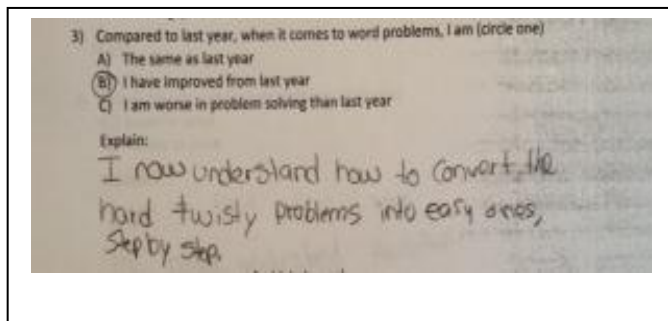 3) Compared to last year, when it comes to word problems, I am (circle one)
A) The same as last year
B) I have improved from last year
C) I am worse in problem solving than last year
Explain:
I now understand how to convert the
hard twisty problems into easy ones,
Step by step.